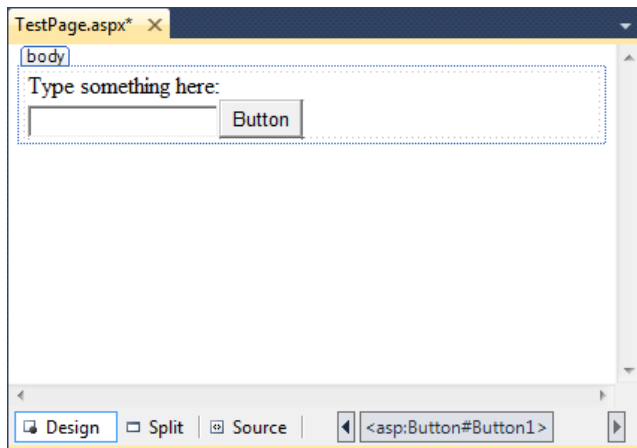 TestPage.aspx*
body
Type something here:
Button
Design Split Source <asp:Button#Button1>